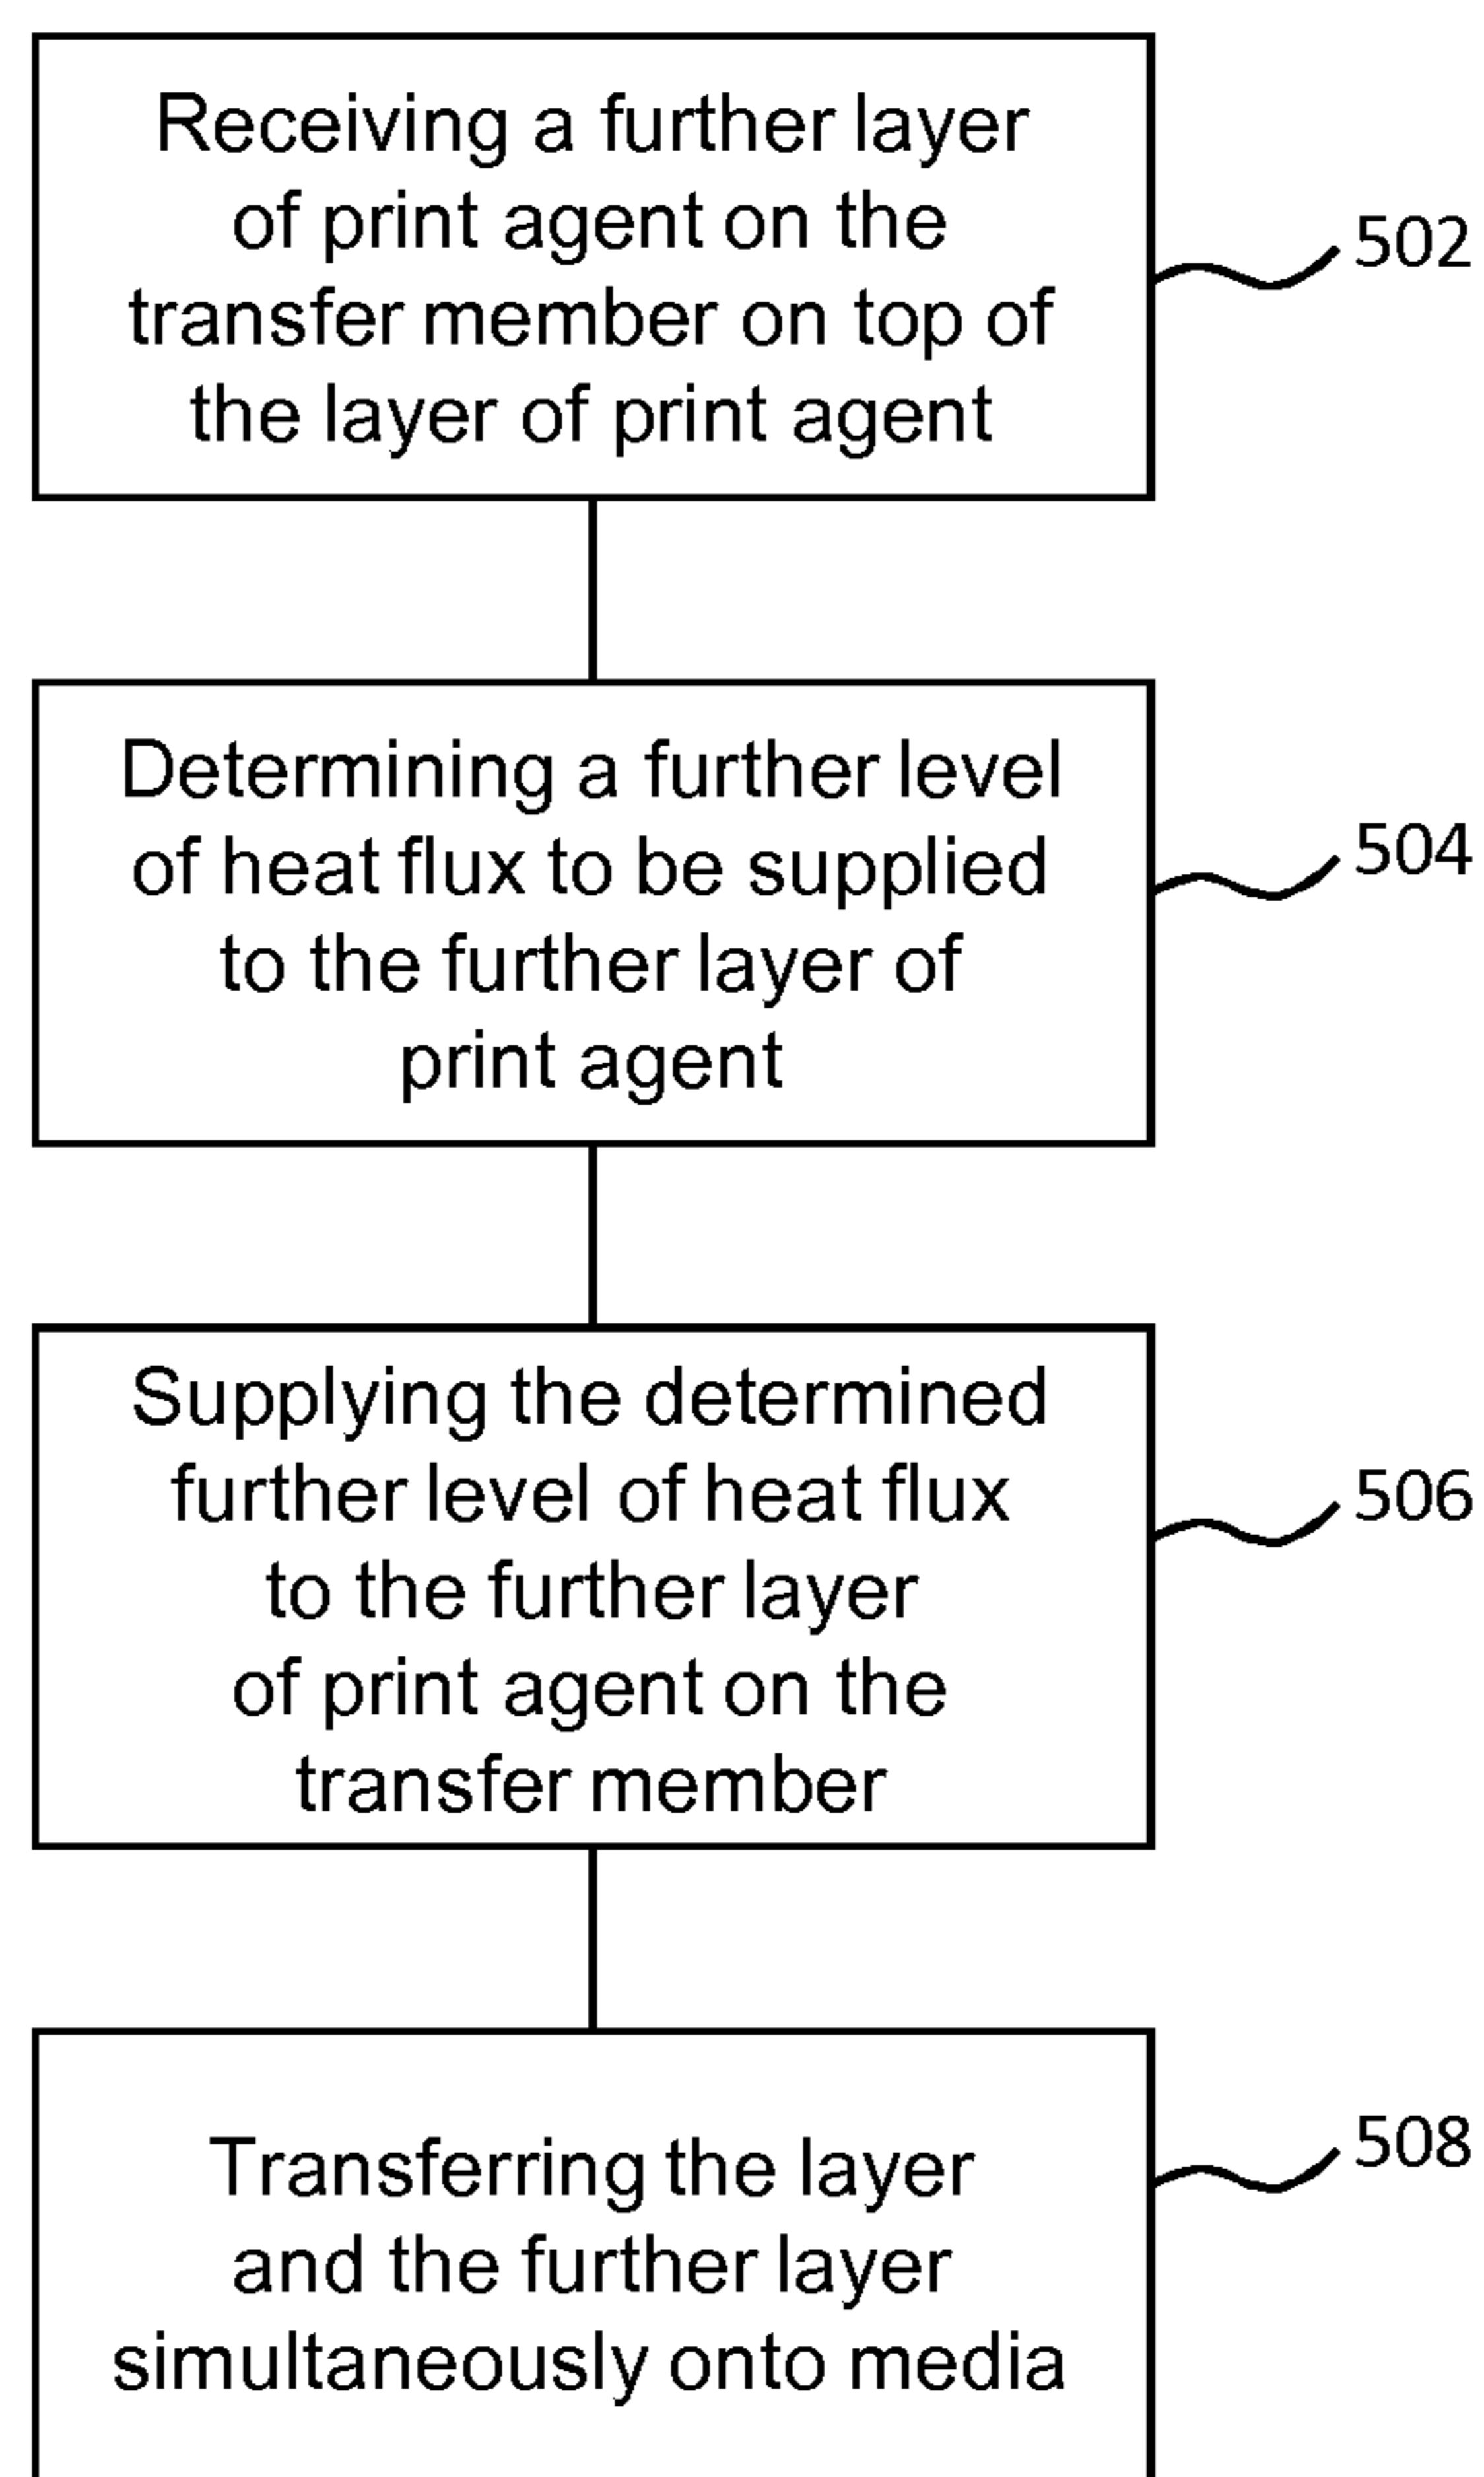 Receiving a further layer
of print agent on the
transfer member on top of
the layer of print agent
502
Determining a further level
of heat flux to be supplied
to the further layer of
print agent
504
Supplying the determined
further level of heat flux
to the further layer
of print agent on the
transfer member
506
Transferring the layer
and the further layer
simultaneously onto media
508